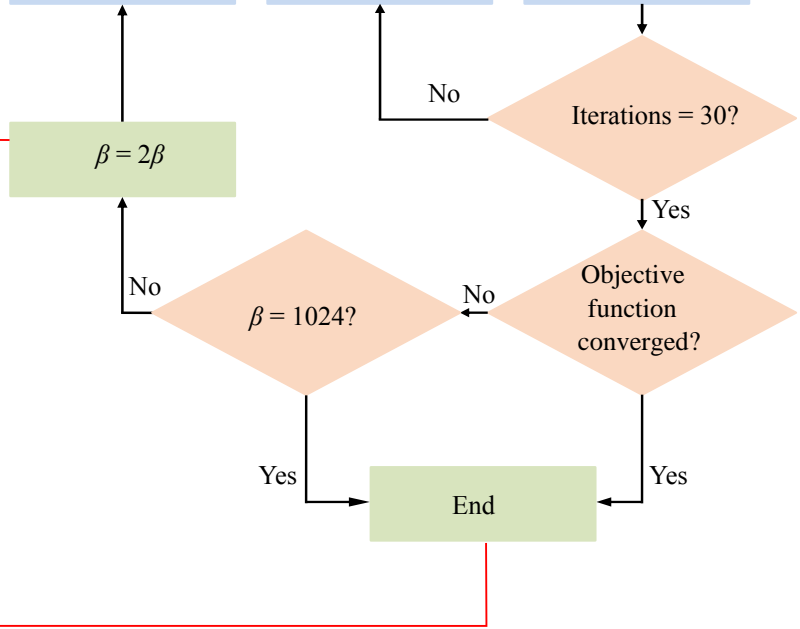 No
Iterations = 30?
β = 2β
Yes
Objective
function
converged?
No
β = 1024?
No
Yes
Yes
End